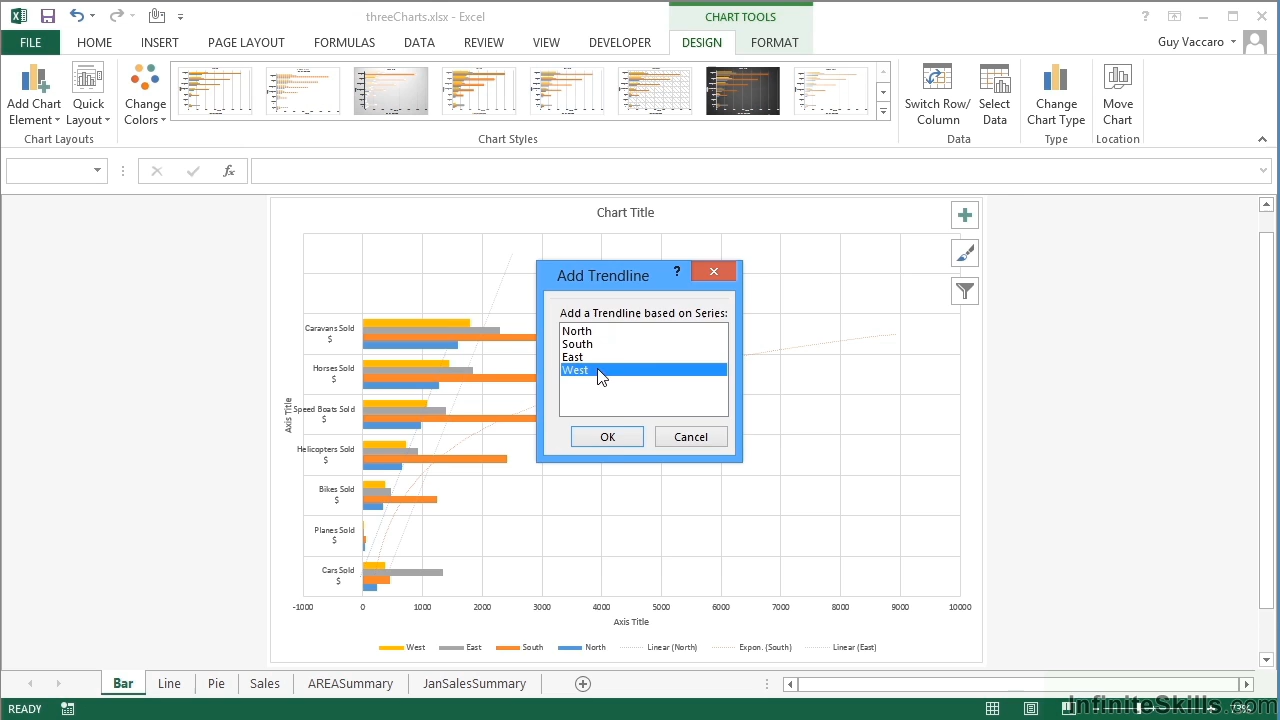 threeCharts.xlsx - Excel
CHART TOOLS
?
FILE HOME INSERT PAGE LAYOUT FORMULAS DATA REVIEW VIEW DEVELOPER DESIGN FORMAT Guy Vaccaro
Add Chart Element
Quick Layout
Change Colors
Switch Row/ Column
Select Data
Change Chart Type
Move Chart
Chart Layouts Chart Styles Data Type Location
fx
Chart Title
Add Trendline ?
Add a Trendline based on Series:
North
South
East
West
OK Cancel
Axis Title
Caravans Sold
$
Horses Sold
$
Speed Boats Sold
$
Helicopters Sold
$
Bikes Sold
$
Planes Sold
$
Cars Sold
$
-1000 0 1000 2000 3000 4000 5000 6000 7000 8000 9000 10000
Axis Title
West East South North Linear (North) Expon. (South) Linear (East)
Bar Line Pie Sales AREASummary JanSalesSummary
READY
InfiniteSkills.com
73%